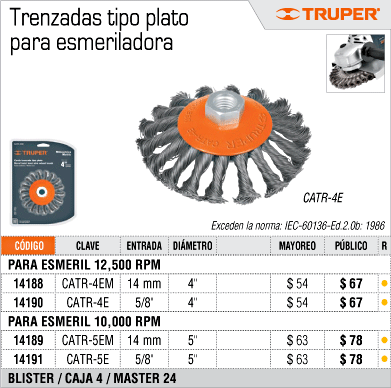 Trenzadas tipo plato
para esmeriladora
TRUPER
TRUPER
4"
TRUPER
CATR-4E
Exceden la norma: IEC-60136-Ed.2.0b: 1986
CÓDIGO CLAVE ENTRADA DIÁMETRO MAYOREO PÚBLICO R
PARA ESMERIL 12,500 RPM
14188 CATR-4EM 14 mm 4" $ 54 $ 67
14190 CATR-4E 5/8' 4" $ 54 $ 67
PARA ESMERIL 10,000 RPM
14189 CATR-5EM 14 mm 5" $ 63 $ 78
14191 CATR-5E 5/8' 5" $ 63 $ 78
BLISTER / CAJA 4 / MASTER 24